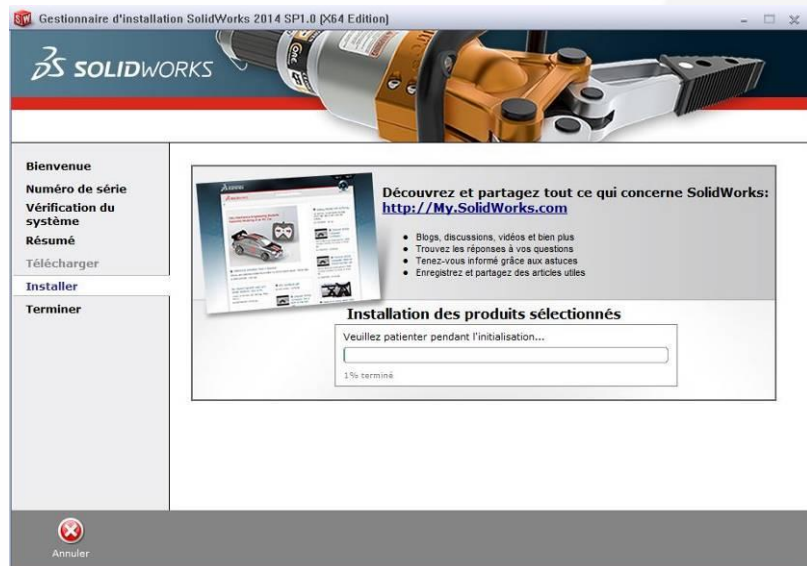 Gestionnaire d'installation SolidWorks 2014 SP1.0 (X64 Edition)
SOLIDWORKS
Bienvenue
Numéro de série
Vérification du
système
Résumé
Télécharger
Installer
Terminer
Découvrez et partagez tout ce qui concerne SolidWorks:
http://My.SolidWorks.com
Blogs, discussions, vidéos et bien plus
Trouvez les réponses à vos questions
Tenez-vous informé grâce aux astuces
Enregistrez et partagez des articles utiles
Installation des produits sélectionnés
Veuillez patienter pendant l'initialisation...
1% terminé
Annuler